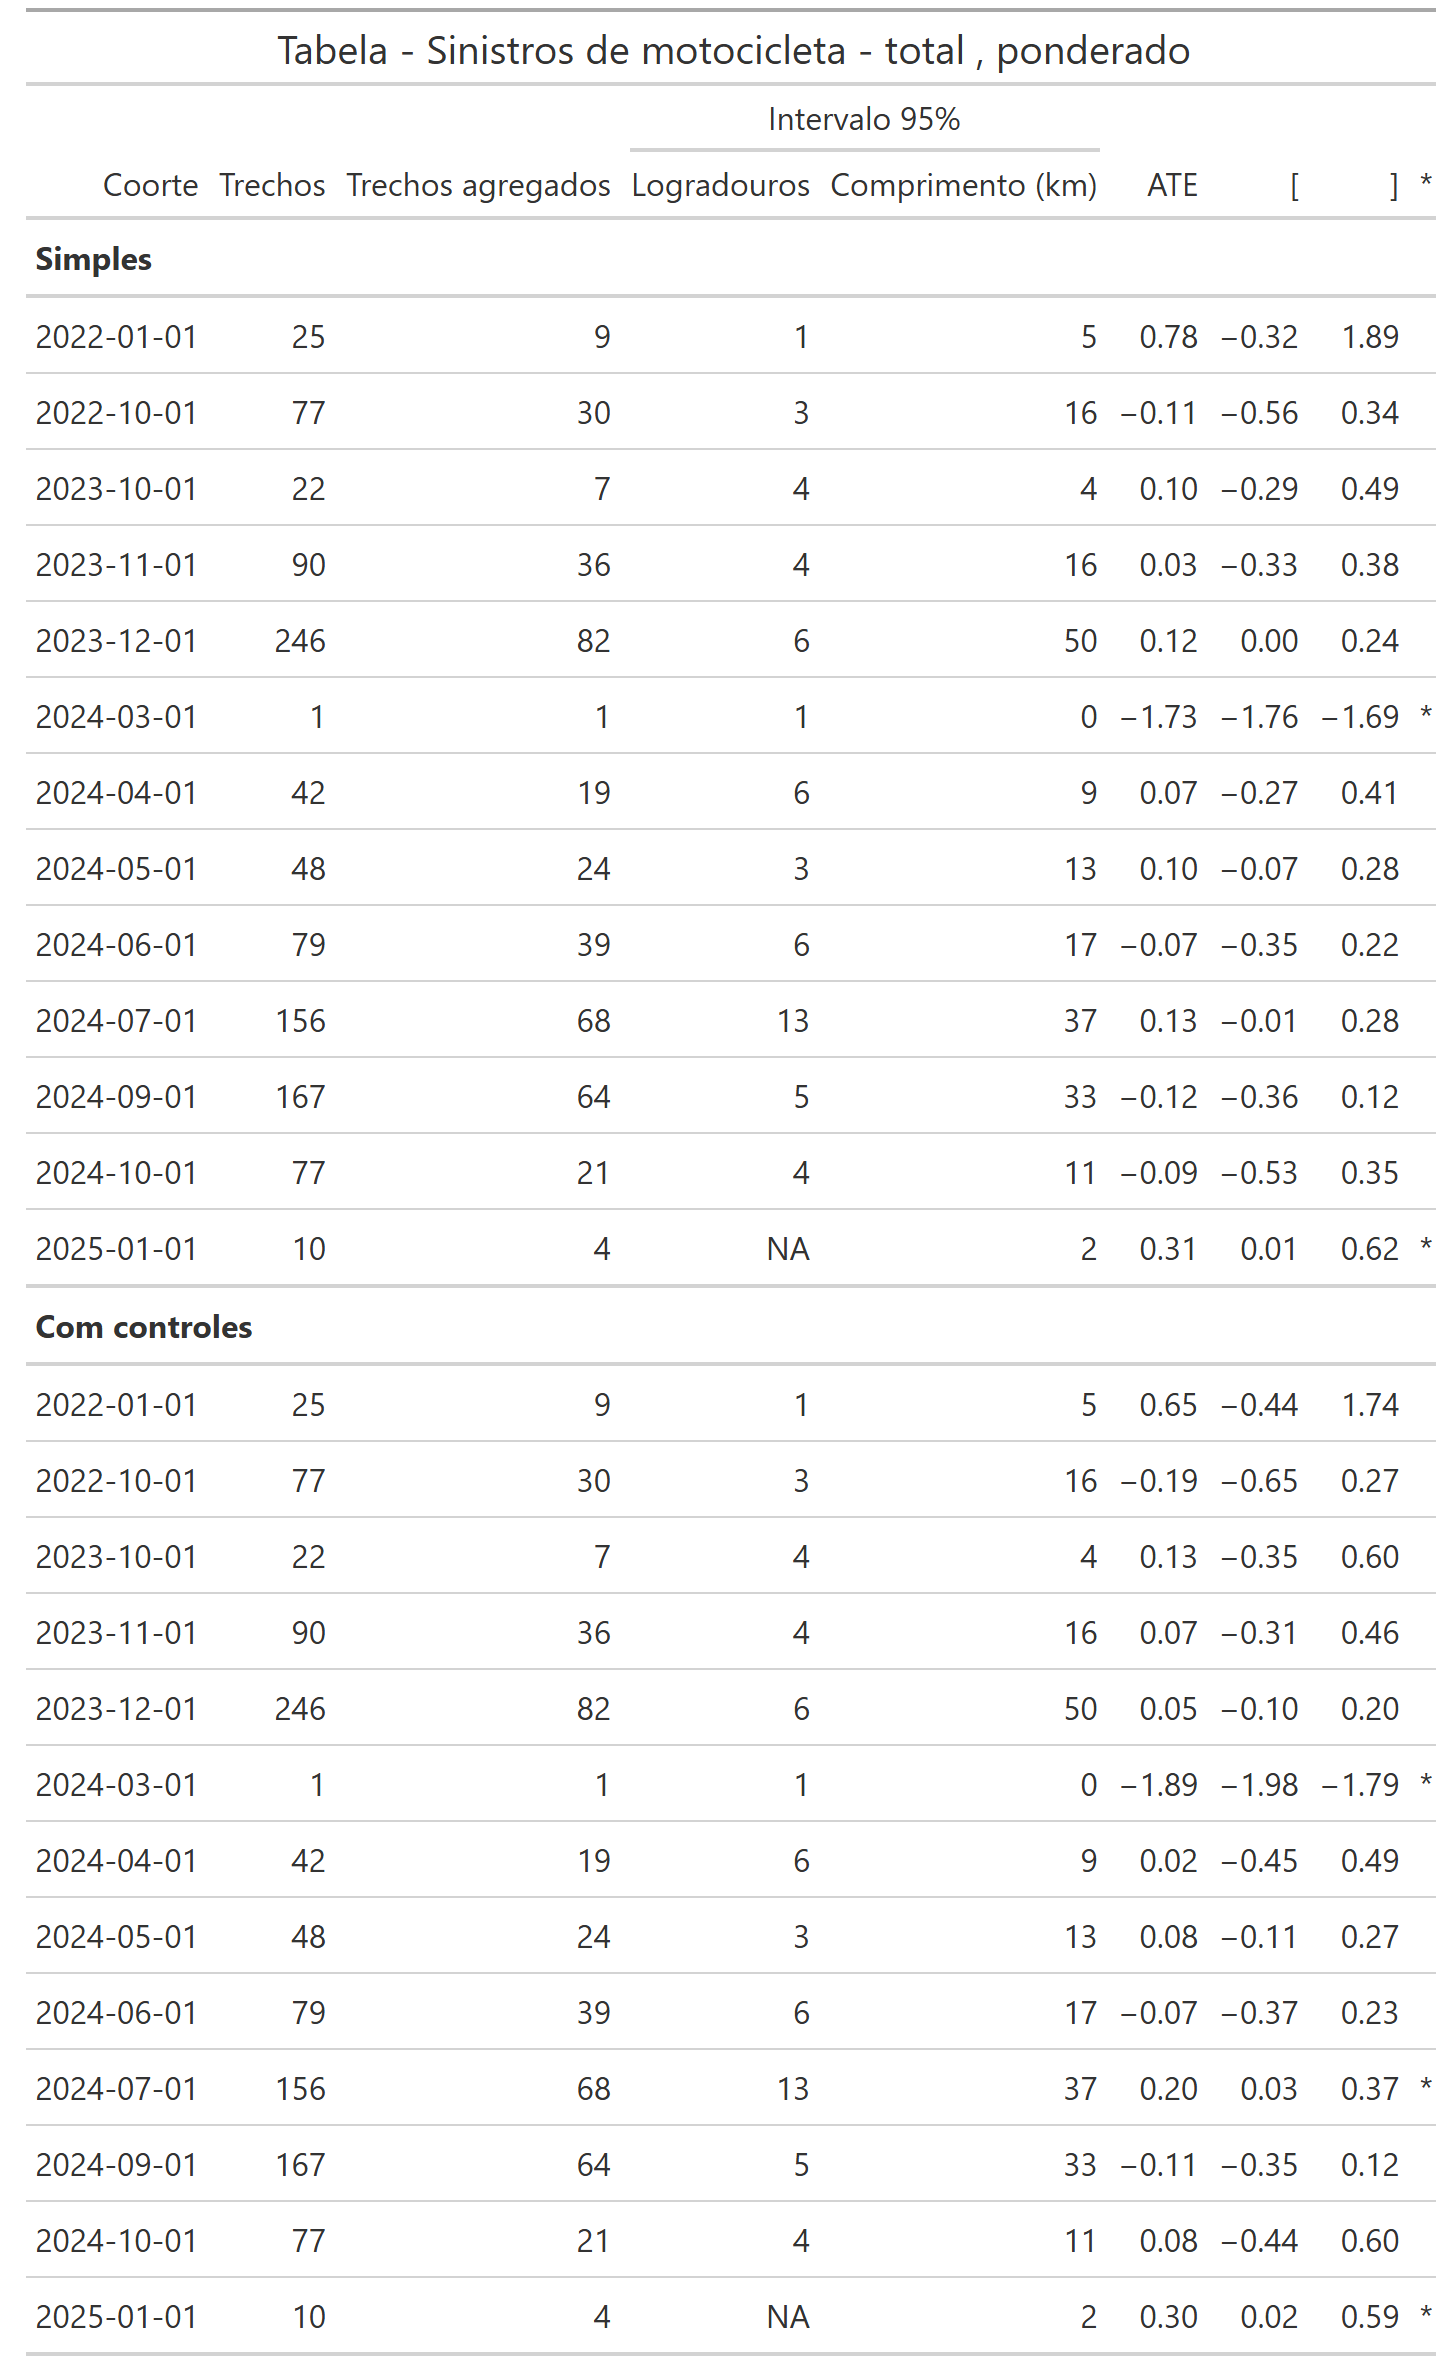 Tabela - Sinistros de motocicleta - total , ponderado
Intervalo 95%
Coorte Trechos Trechos agregados Logradouros Comprimento (km) ATE [ ] *
Simples
2022-01-01 25 9 1 5 0.78 −0.32 1.89
2022-10-01 77 30 3 16 −0.11 −0.56 0.34
2023-10-01 22 7 4 4 0.10 −0.29 0.49
2023-11-01 90 36 4 16 0.03 −0.33 0.38
2023-12-01 246 82 6 50 0.12 0.00 0.24
2024-03-01 1 1 1 0 −1.73 −1.76 −1.69 *
2024-04-01 42 19 6 9 0.07 −0.27 0.41
2024-05-01 48 24 3 13 0.10 −0.07 0.28
2024-06-01 79 39 6 17 −0.07 −0.35 0.22
2024-07-01 156 68 13 37 0.13 −0.01 0.28
2024-09-01 167 64 5 33 −0.12 −0.36 0.12
2024-10-01 77 21 4 11 −0.09 −0.53 0.35
2025-01-01 10 4 NA 2 0.31 0.01 0.62 *
Com controles
2022-01-01 25 9 1 5 0.65 −0.44 1.74
2022-10-01 77 30 3 16 −0.19 −0.65 0.27
2023-10-01 22 7 4 4 0.13 −0.35 0.60
2023-11-01 90 36 4 16 0.07 −0.31 0.46
2023-12-01 246 82 6 50 0.05 −0.10 0.20
2024-03-01 1 1 1 0 −1.89 −1.98 −1.79 *
2024-04-01 42 19 6 9 0.02 −0.45 0.49
2024-05-01 48 24 3 13 0.08 −0.11 0.27
2024-06-01 79 39 6 17 −0.07 −0.37 0.23
2024-07-01 156 68 13 37 0.20 0.03 0.37 *
2024-09-01 167 64 5 33 −0.11 −0.35 0.12
2024-10-01 77 21 4 11 0.08 −0.44 0.60
2025-01-01 10 4 NA 2 0.30 0.02 0.59 *